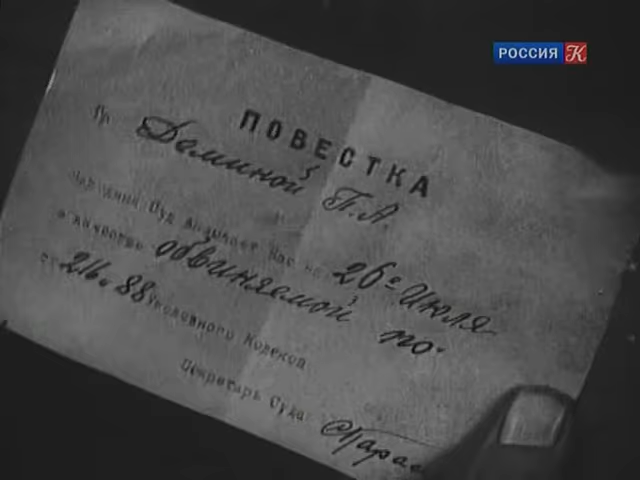 РОССИЯ К
ПОВЕСТКА
Гр. Деминой П.А.
Народный Суд вызывает Вас на 26е Июля
в качестве обвиняемой по
ст 216 и 88 Уголовного Кодекса
Секретарь Суда: